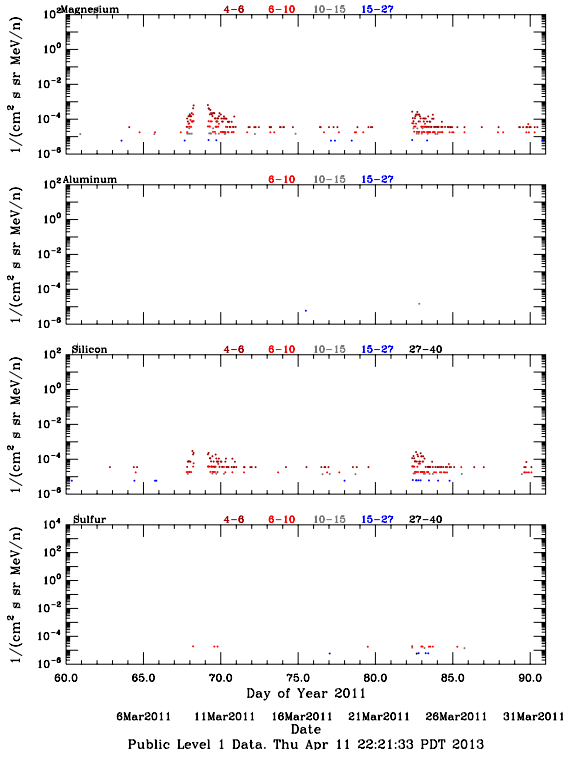 Magnesium 4-6 6-10 10-15 15-27
10² 10⁰ 10⁻² 10⁻⁴ 10⁻⁶
1/(cm² s sr MeV/n)
Aluminum 6-10 10-15 15-27
10² 10⁰ 10⁻² 10⁻⁴ 10⁻⁶
1/(cm² s sr MeV/n)
Silicon 4-6 6-10 10-15 15-27 27-40
10² 10⁰ 10⁻² 10⁻⁴ 10⁻⁶
1/(cm² s sr MeV/n)
Sulfur 4-6 6-10 10-15 15-27 27-40
10⁴ 10² 10⁰ 10⁻² 10⁻⁴ 10⁻⁶
1/(cm² s sr MeV/n)
60.0 65.0 70.0 75.0 80.0 85.0 90.0
Day of Year 2011
6Mar2011 11Mar2011 16Mar2011 21Mar2011 26Mar2011 31Mar2011
Date
Public Level 1 Data. Thu Apr 11 22:21:33 PDT 2013